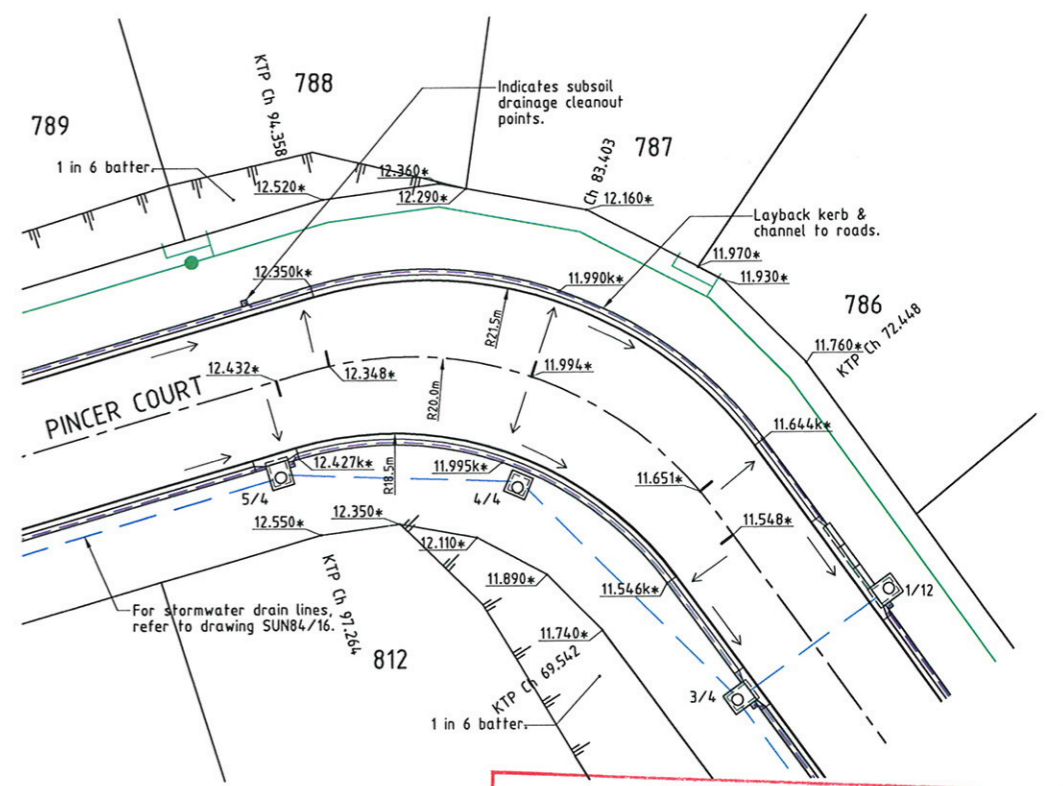 788
KTP Ch 94.358
Indicates subsoil
drainage cleanout
points.
789
787
1 in 6 batter.
12.360*
12.520*
12.290*
Ch 83.403
12.160*
Layback kerb &
channel to roads.
11.970*
11.930*
12.350k*
11.990k*
786
KTP Ch 72.448
11.760*
R21.5m
12.432*
12.348*
11.994*
R20.0m
PINCER COURT
11.644k*
12.427k*
R18.5m
11.995k*
11.651*
5/4
4/4
11.548*
12.550*
12.350*
12.110*
11.890*
11.546k*
1/12
For stormwater drain lines,
refer to drawing SUN84/16.
KTP Ch 97.264
812
11.740*
KTP Ch 69.542
3/4
1 in 6 batter.